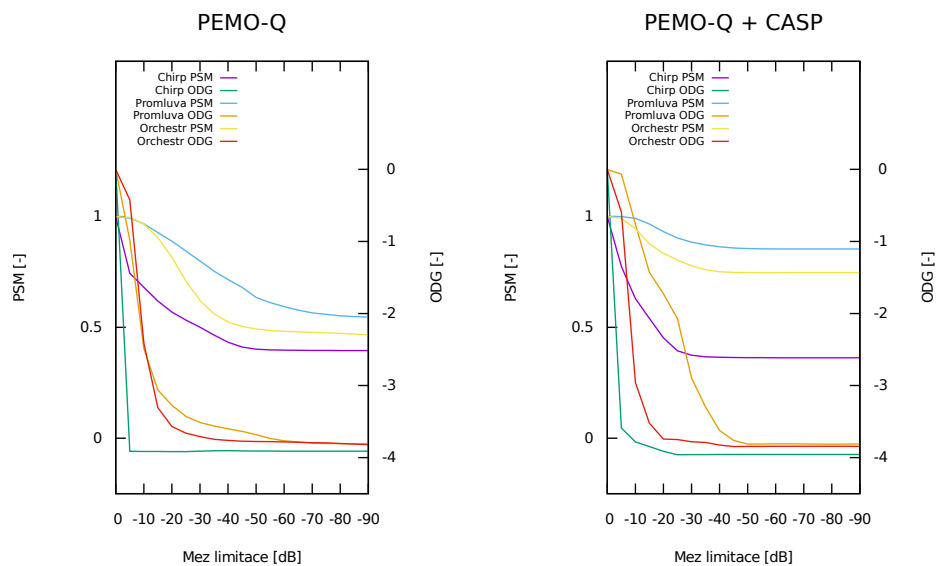 PEMO-Q
Chirp PSM
Chirp ODG
Promluva PSM
Promluva ODG
Orchestr PSM
Orchestr ODG
PSM [-]
1
0.5
0
0
-1
-2
-3
-4
ODG [-]
0 -10 -20 -30 -40 -50 -60 -70 -80 -90
Mez limitace [dB]
PEMO-Q + CASP
Chirp PSM
Chirp ODG
Promluva PSM
Promluva ODG
Orchestr PSM
Orchestr ODG
PSM [-]
1
0.5
0
0
-1
-2
-3
-4
ODG [-]
0 -10 -20 -30 -40 -50 -60 -70 -80 -90
Mez limitace [dB]